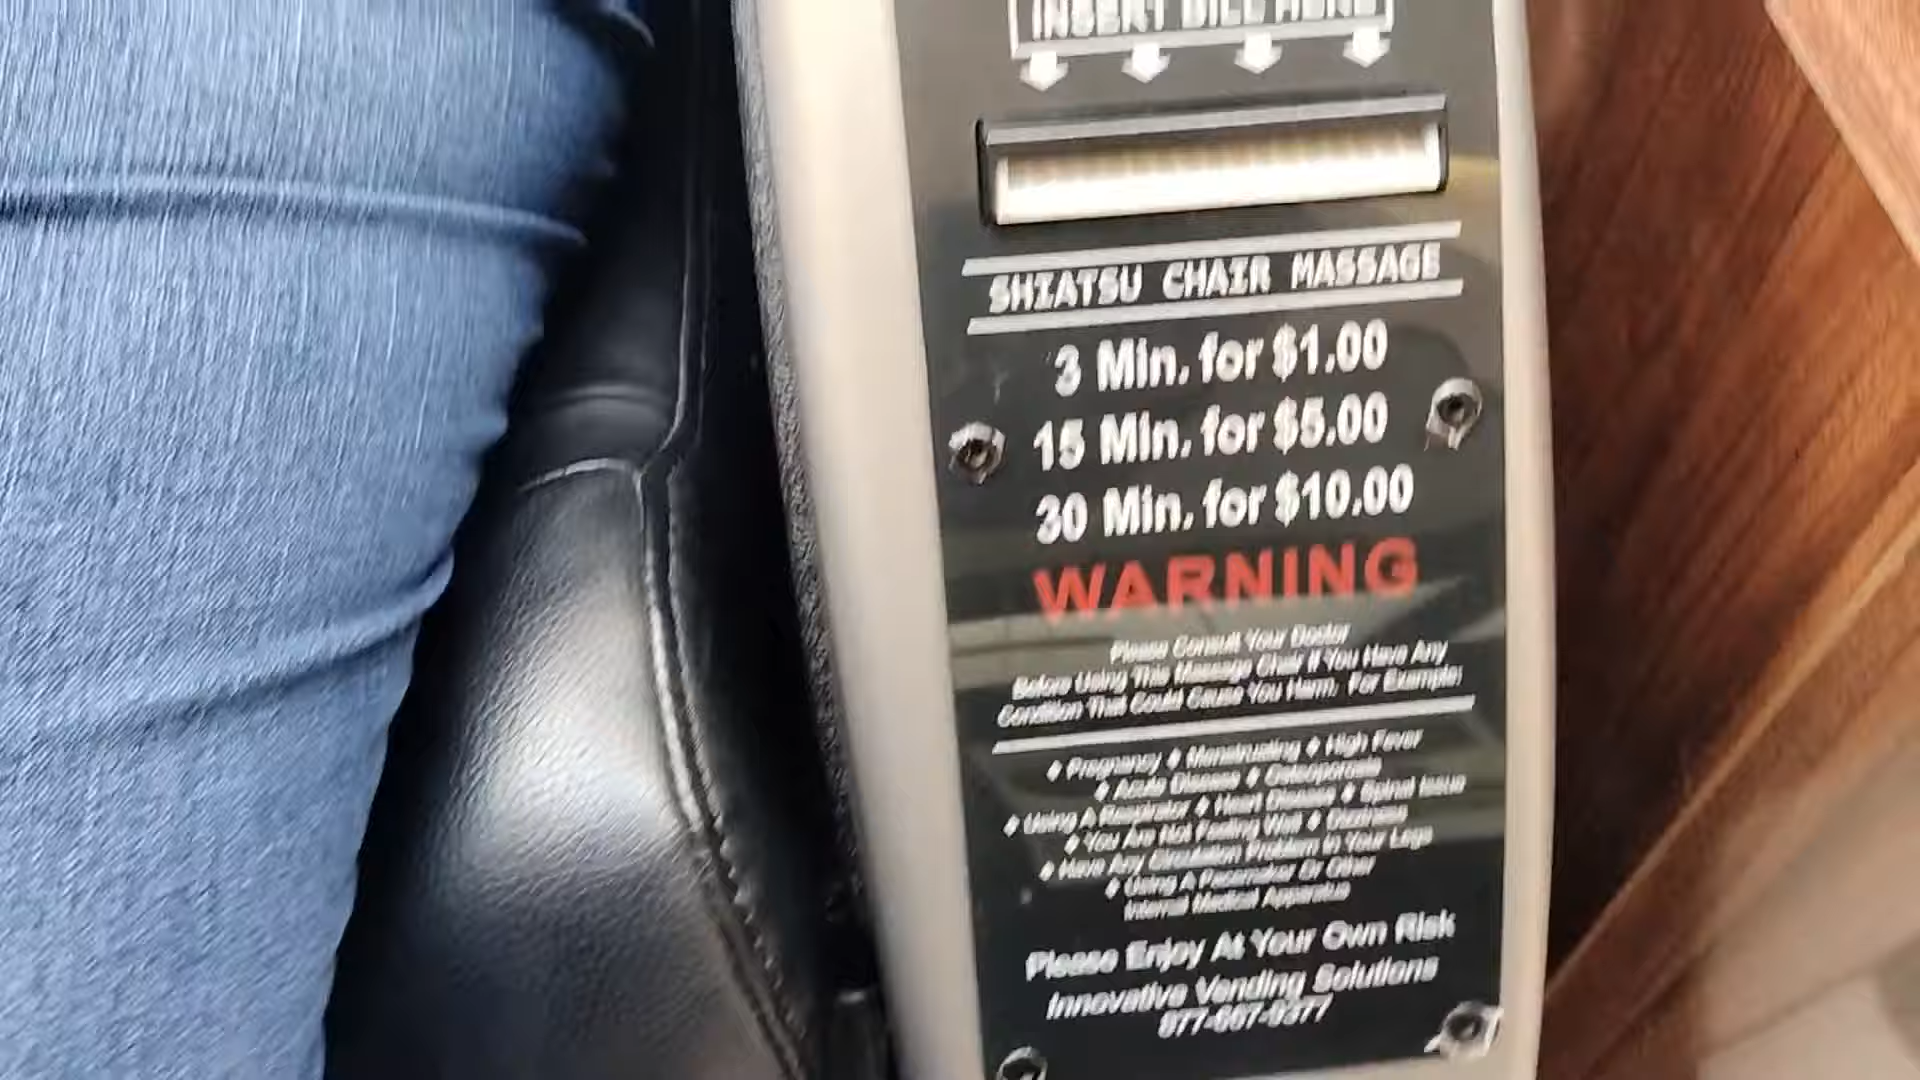 INSERT BILL HERE
SHIATSU CHAIR MASSAGE
3 Min. for $1.00
15 Min. for $5.00
30 Min. for $10.00
WARNING
Please Consult Your Doctor
Before Using This Massage Chair If You Have Any
Condition That Could Cause You Harm. For Example:
♦ Pregnancy ♦ Menstruating ♦ High Fever
♦ Acute Disease ♦ Osteoporosis
♦ Using A Respirator ♦ Heart Disease ♦ Spinal Issue
♦ You Are Not Feeling Well ♦ Dizziness
♦ Have Any Circulation Problem In Your Legs
♦ Using A Pacemaker Or Other
Internal Medical Apparatus
Please Enjoy At Your Own Risk
Innovative Vending Solutions